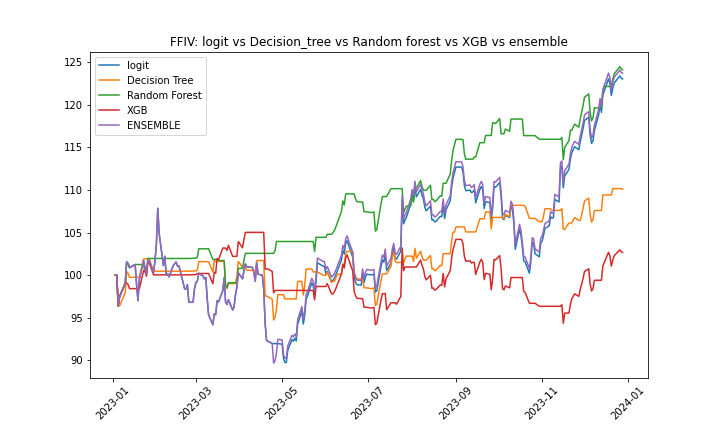 FFIV: logit vs Decision_tree vs Random forest vs XGB vs ensemble
logit
Decision Tree
Random Forest
XGB
ENSEMBLE
125
120
115
110
105
100
95
90
2023-01
2023-03
2023-05
2023-07
2023-09
2023-11
2024-01